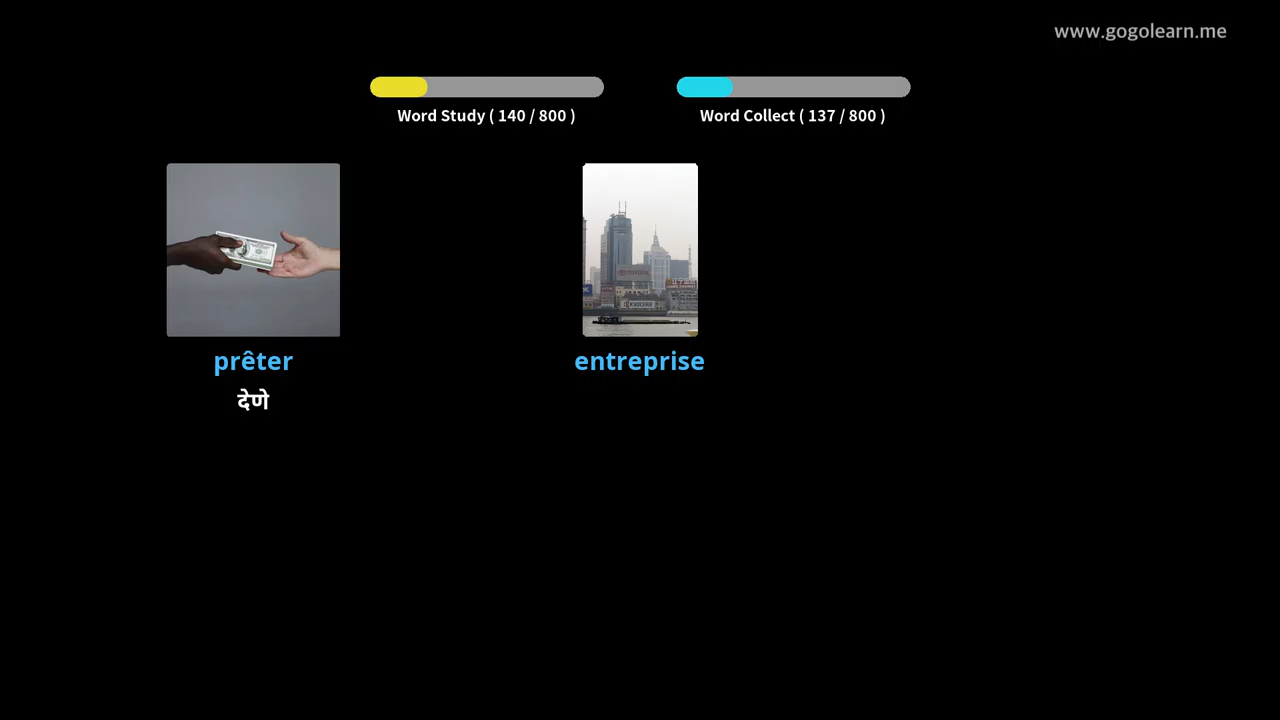 www.gogolearn.me
Word Study ( 140 / 800 )
Word Collect ( 137 / 800 )
prêter
entreprise
देणे